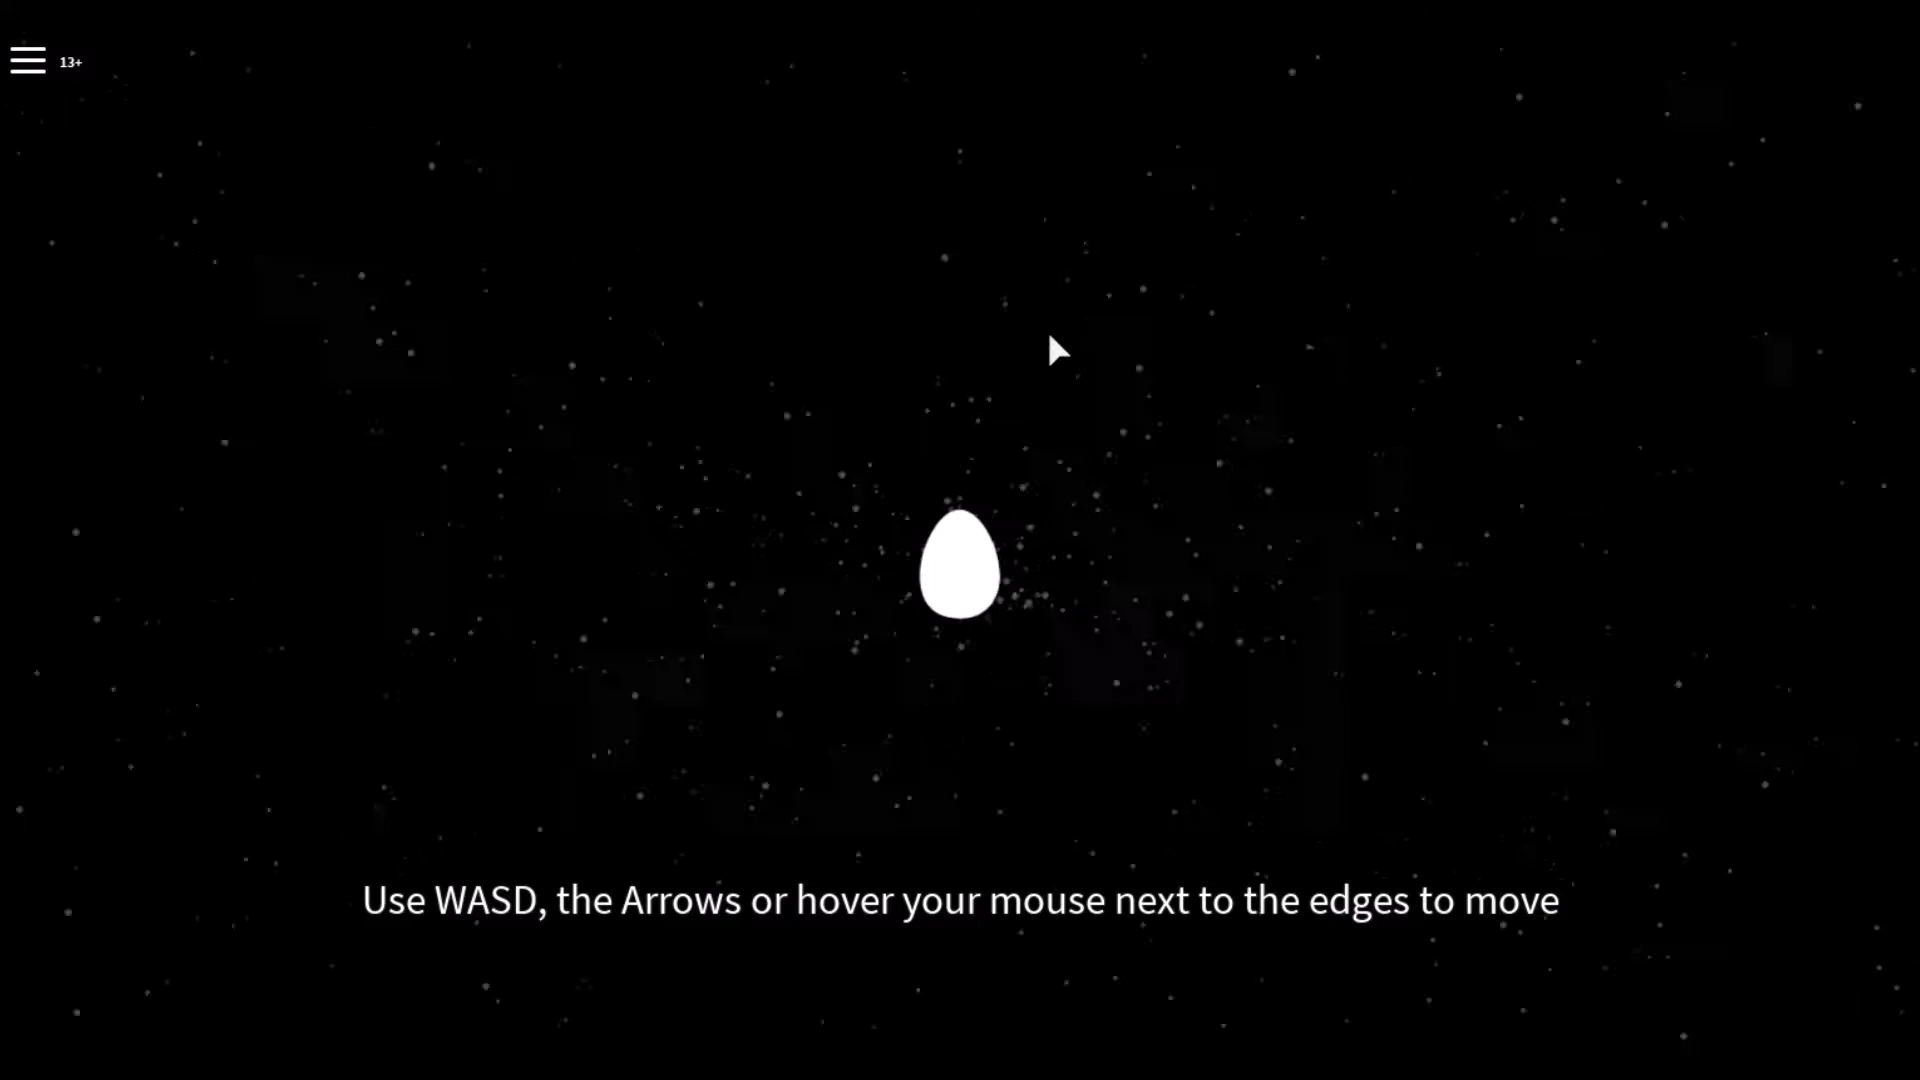 13+
Use WASD, the Arrows or hover your mouse next to the edges to move